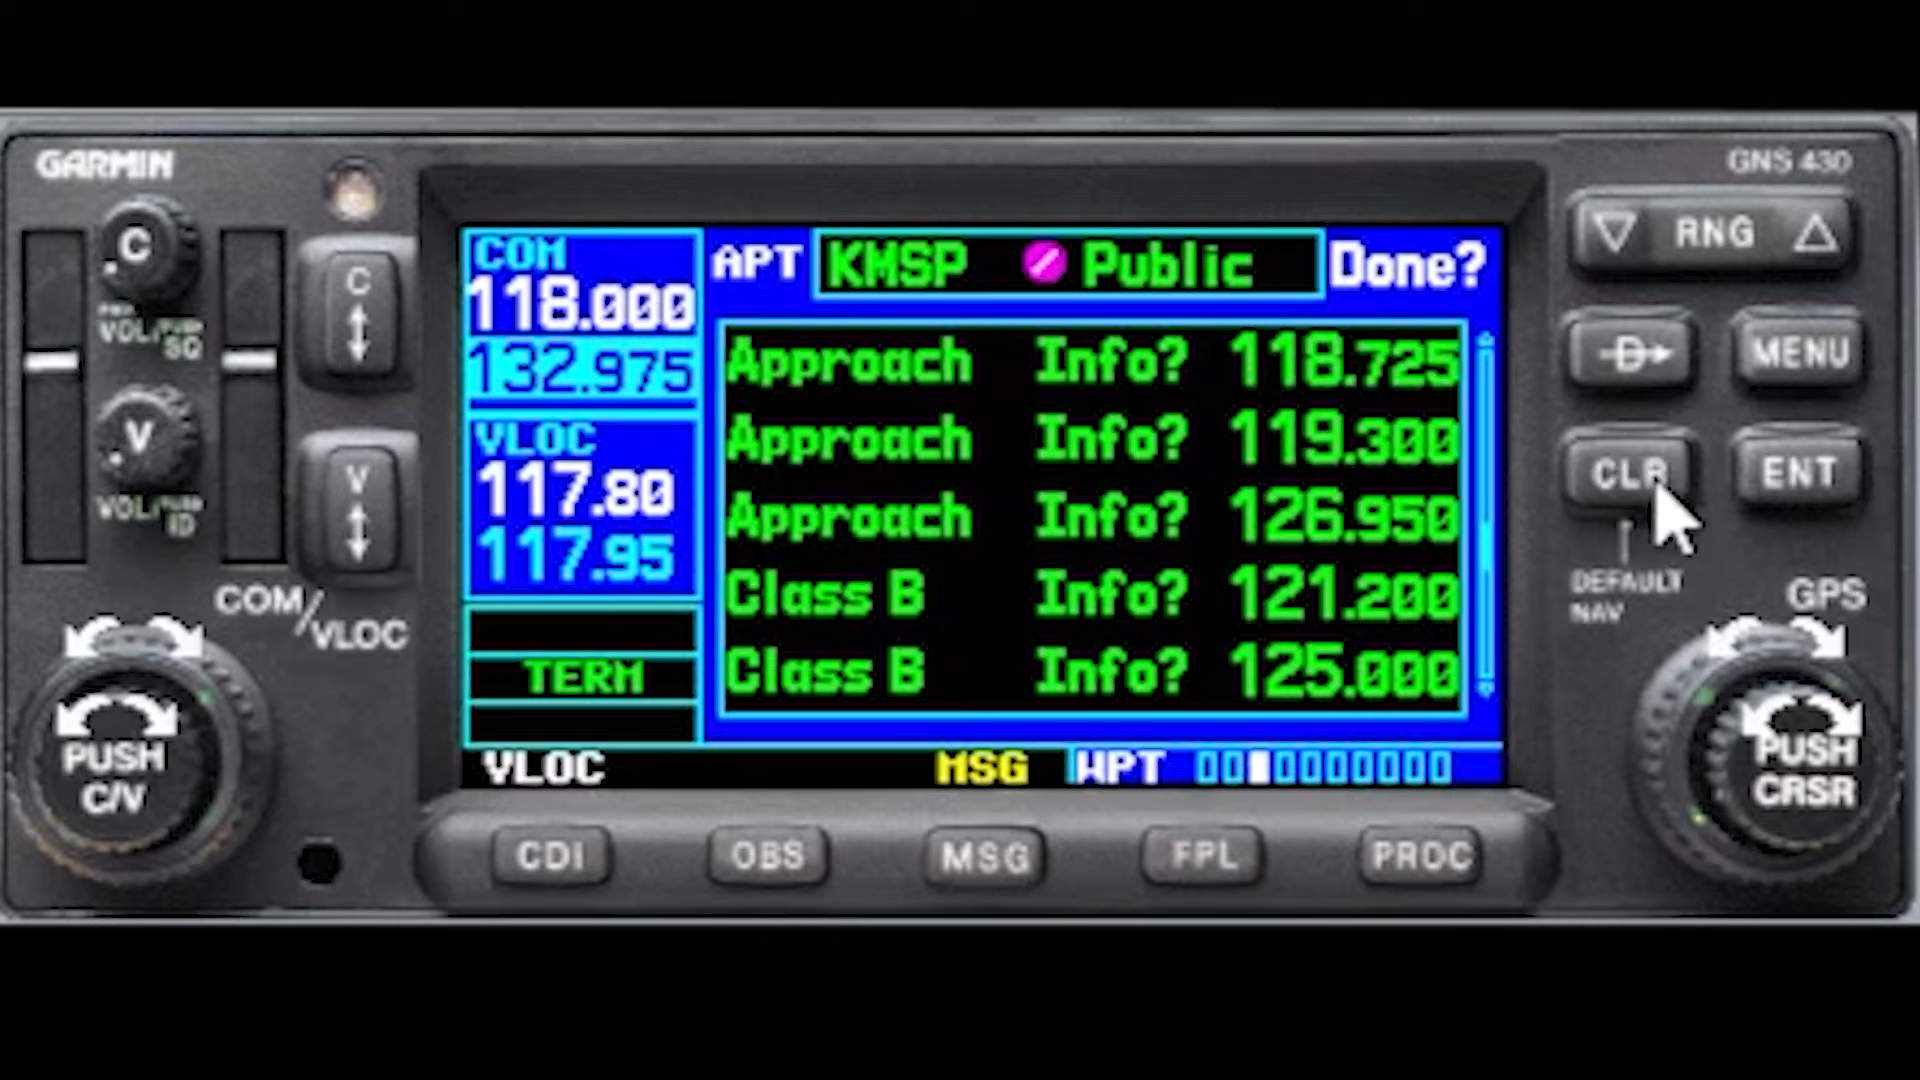 GARMIN
GNS 430
C
VOL/PUSH
SQ
V
VOL/PUSH
ID
C
V
COM/VLOC
PUSH
C/V
COM
118.000
132.975
VLOC
117.80
117.95
TERM
VLOC
MSG
WPT
APT KMSP Public Done?
Approach Info? 118.725
Approach Info? 119.300
Approach Info? 126.950
Class B Info? 121.200
Class B Info? 125.000
CDI OBS MSG FPL PROC
RNG
D MENU
CLR ENT
DEFAULT
NAV
GPS
PUSH
CRSR